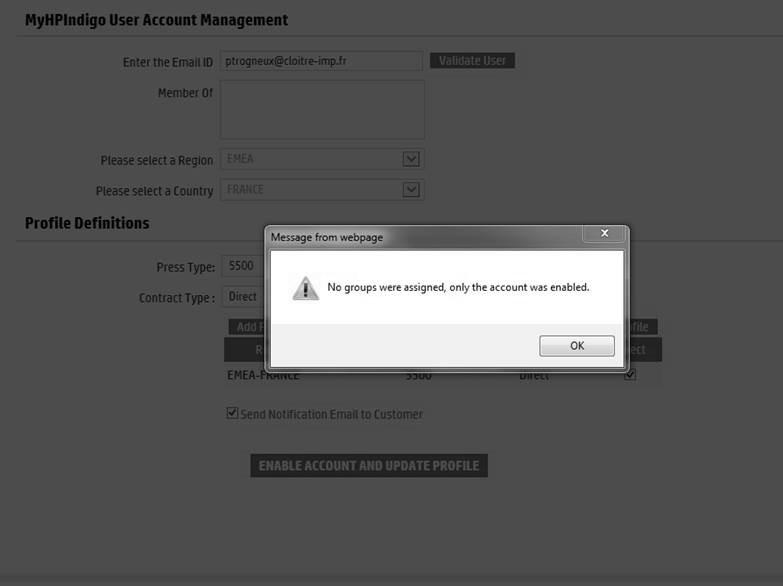 MyHPIndigo User Account Management
Enter the Email ID ptrogneux@cloitre-imp.fr Validate User
Member Of
Please select a Region EMEA
Please select a Country FRANCE
Profile Definitions
Message from webpage
Press Type: 5500
No groups were assigned, only the account was enabled.
Contract Type : Direct
Add
OK
EMEA-FRANCE 5500 Direct
Send Notification Email to Customer
ENABLE ACCOUNT AND UPDATE PROFILE